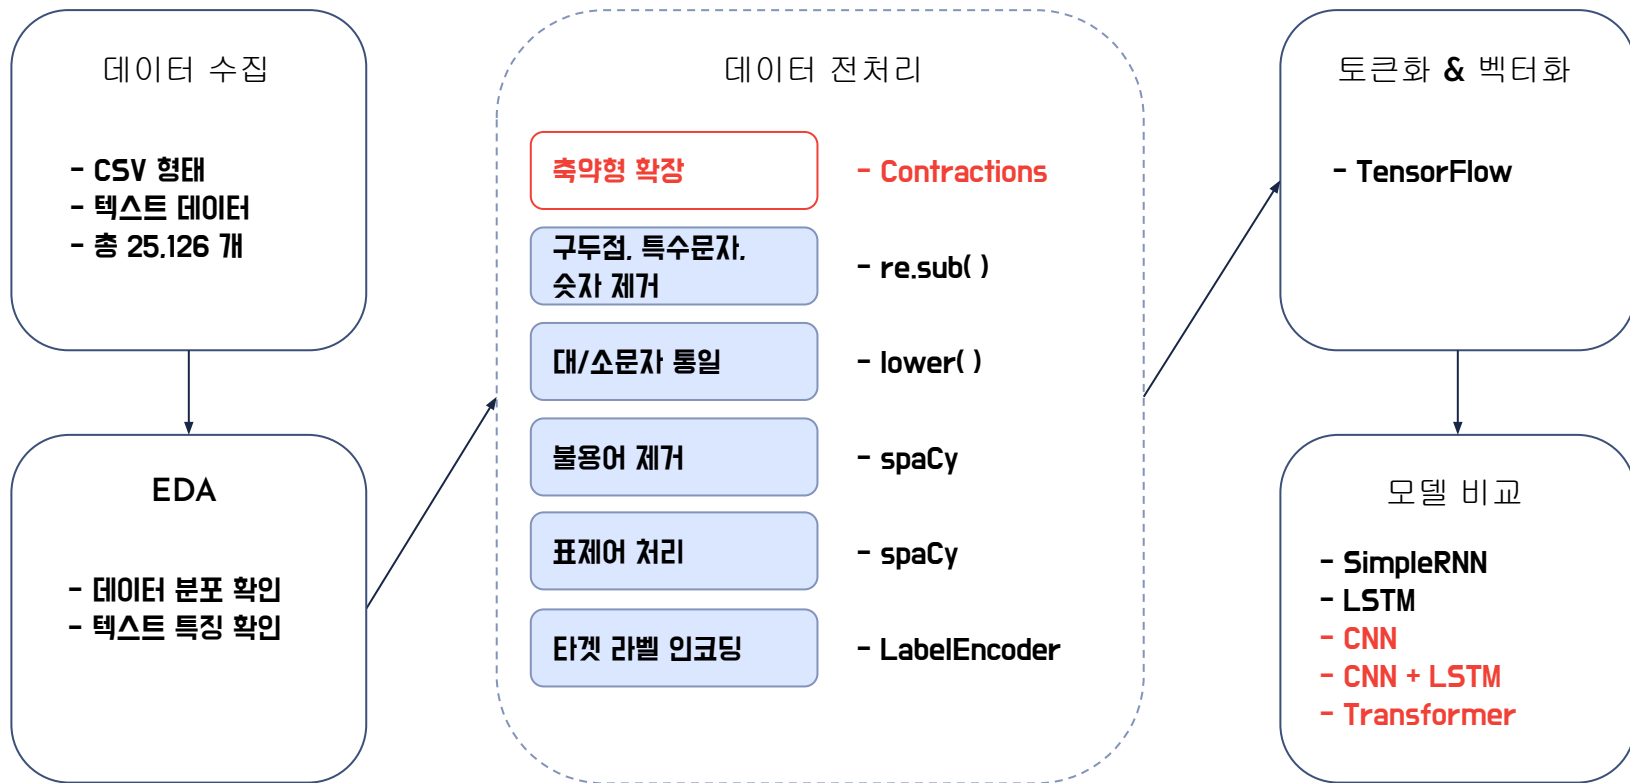 데이터 수집
- CSV 형태
- 텍스트 데이터
- 총 25,126 개
EDA
- 데이터 분포 확인
- 텍스트 특징 확인
데이터 전처리
축약형 확장
- Contractions
구두점, 특수문자,
숫자 제거
- re.sub( )
대/소문자 통일
- lower( )
불용어 제거
- spaCy
표제어 처리
- spaCy
타겟 라벨 인코딩
- LabelEncoder
토큰화 & 벡터화
- TensorFlow
모델 비교
- SimpleRNN
- LSTM
- CNN
- CNN + LSTM
- Transformer